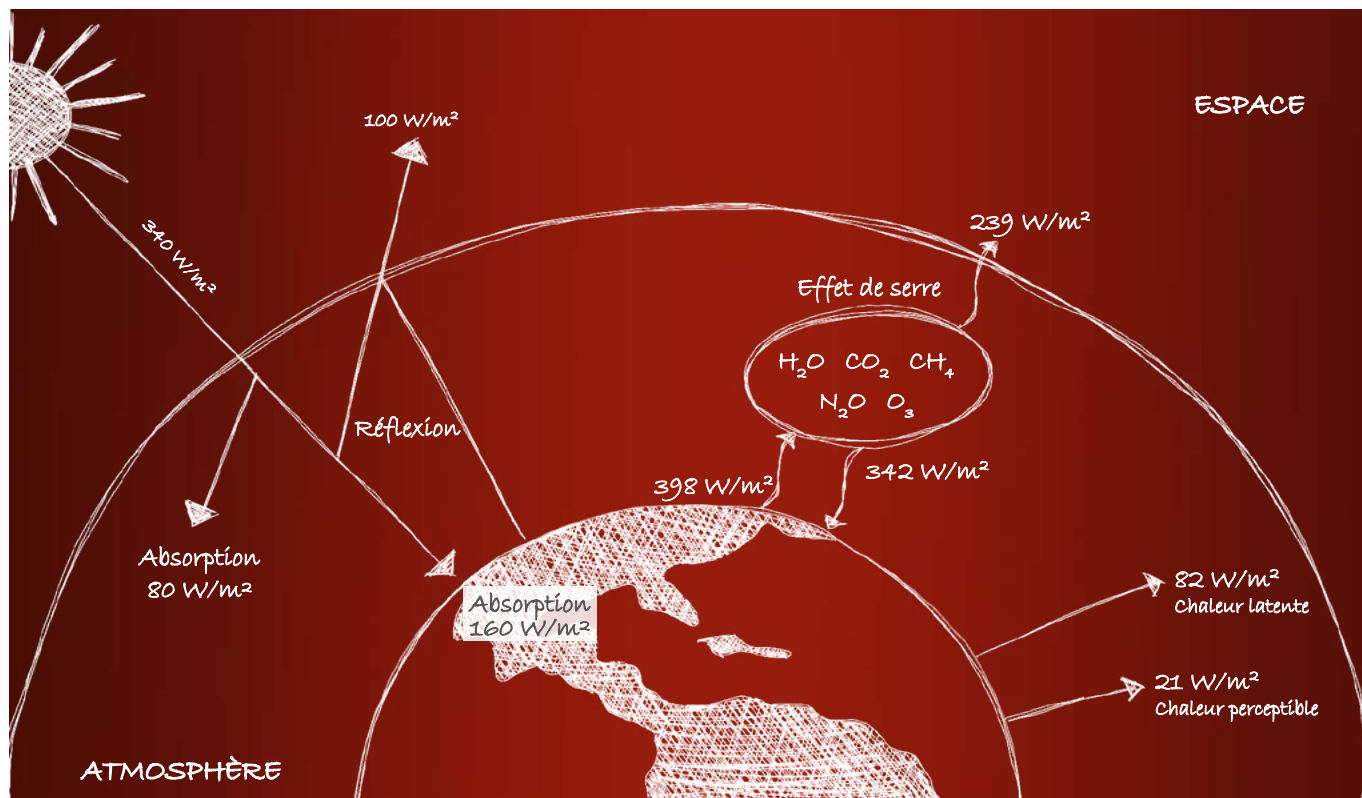 ESPACE
100 W/m²
340 W/m²
239 W/m²
Effet de serre
H₂O CO₂ CH₄
N₂O O₃
Réflexion
398 W/m²
342 W/m²
Absorption
80 W/m²
Absorption
160 W/m²
82 W/m²
Chaleur latente
21 W/m²
Chaleur perceptible
ATMOSPHÈRE